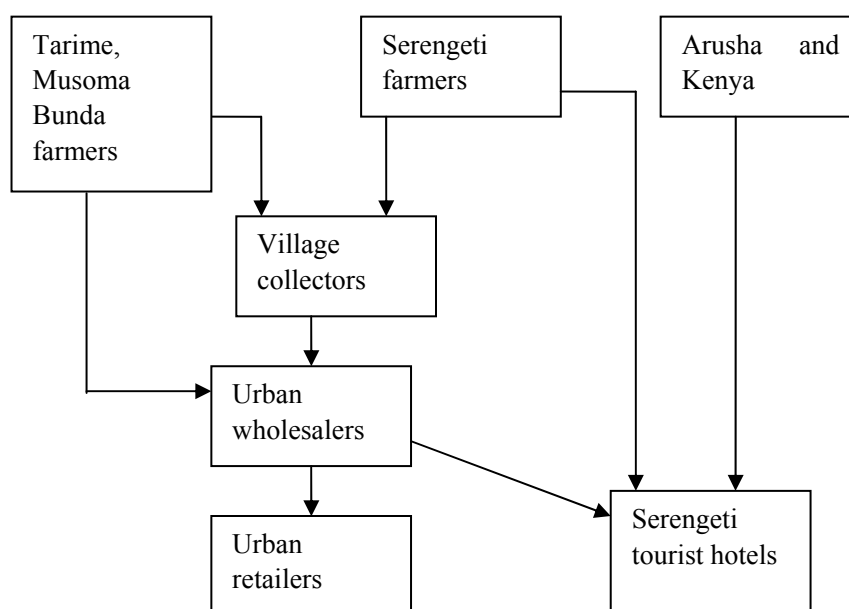 Tarime,
Musoma
Bunda
farmers
Serengeti
farmers
Arusha and
Kenya
Village
collectors
Urban
wholesalers
Urban
retailers
Serengeti
tourist hotels